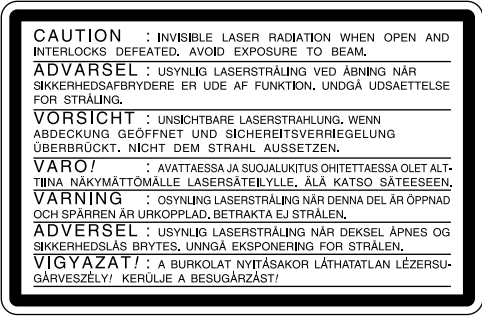 CAUTION : INVISIBLE LASER RADIATION WHEN OPEN AND
INTERLOCKS DEFEATED. AVOID EXPOSURE TO BEAM.
ADVARSEL : USYNLIG LASERSTRÅLING VED ÅBNING NÅR
SIKKERHEDSAFBRYDERE ER UDE AF FUNKTION. UNDGÅ UDSAETTELSE
FOR STRÅLING.
VORSICHT : UNSICHTBARE LASERSTRAHLUNG. WENN
ABDECKUNG GEÖFFNET UND SICHEREITSVERRIEGELUNG
ÜBERBRÜCKT. NICHT DEM STRAHL AUSSETZEN.
VARO! : AVATTAESSA JA SUOJALUKITUS OHITETTAESSA OLET ALT-
TIINA NÄKYMÄTTÖMÄLLE LASERSÄTEILYLLE. ÄLÄ KATSO SÄTEESEEN.
VARNING : OSYNLING LASERSTRÅLING NÄR DENNA DEL ÄR ÖPPNAD
OCH SPÄRREN ÄR URKOPPLAD. BETRAKTA EJ STRÅLEN.
ADVERSEL : USYNLIG LASERSTRÅLING NÅR DEKSEL ÅPNES OG
SIKKERHEDSLÅS BRYTES. UNNGÅ EKSPONERING FOR STRÅLEN.
VIGYAZAT! : A BURKOLAT NYITÁSAKOR LÁTHATATLAN LÉZERSU-
GÁRVESZÉLY! KERÜLJE A BESUGÁRZÁST!